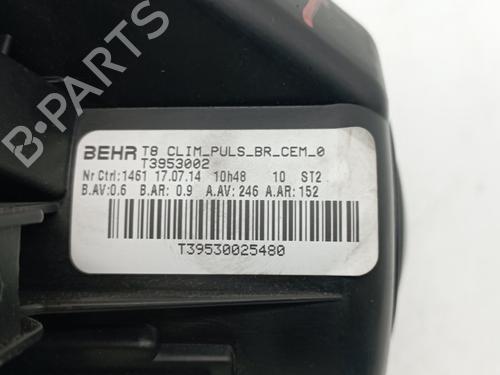 BEHR T8 CLIM_PULS_BR_CEM_0
T3953002
Nr Ctrl:1461 17.07.14 10h48 10 ST2
B.AV:0.6 B.AR: 0.9 A.AV: 246 A.AR: 152
T39530025480
B-PARTS